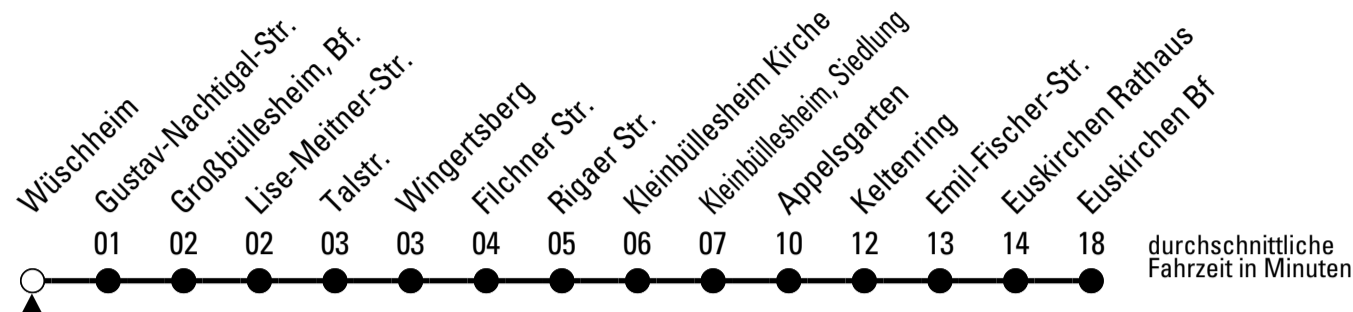 Wüschheim
Gustav-Nachtigal-Str.
Großbüllesheim, Bf.
Lise-Meitner-Str.
Talstr.
Wingertsberg
Filchner Str.
Rigaer Str.
Kleinbüllesheim Kirche
Kleinbüllesheim, Siedlung
Appelsgarten
Keltenring
Emil-Fischer-Str.
Euskirchen Rathaus
Euskirchen Bf
01 02 02 03 03 04 05 06 07 10 12 13 14 18
durchschnittliche
Fahrzeit in Minuten